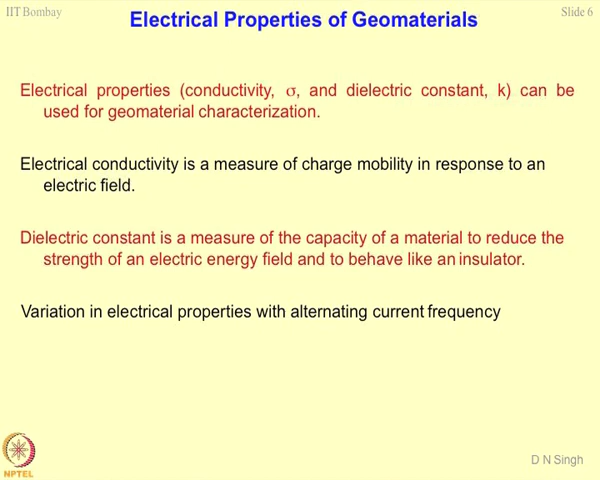 IIT Bombay
Electrical Properties of Geomaterials
Slide 6
Electrical properties (conductivity, σ, and dielectric constant, k) can be
used for geomaterial characterization.
Electrical conductivity is a measure of charge mobility in response to an
electric field.
Dielectric constant is a measure of the capacity of a material to reduce the
strength of an electric energy field and to behave like an insulator.
Variation in electrical properties with alternating current frequency
NPTEL
D N Singh